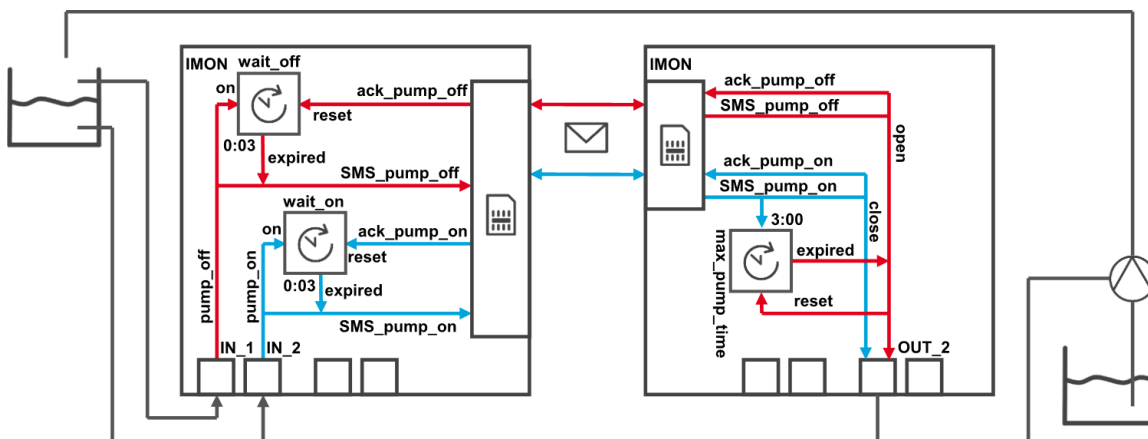 IMON
wait_off
on
ack_pump_off
reset
0:03
expired
SMS_pump_off
wait_on
on
ack_pump_on
reset
0:03
expired
SMS_pump_on
pump_off
pump_on
IN_1
IN_2
IMON
ack_pump_off
SMS_pump_off
open
ack_pump_on
SMS_pump_on
3:00
close
max_pump_time
expired
reset
OUT_2